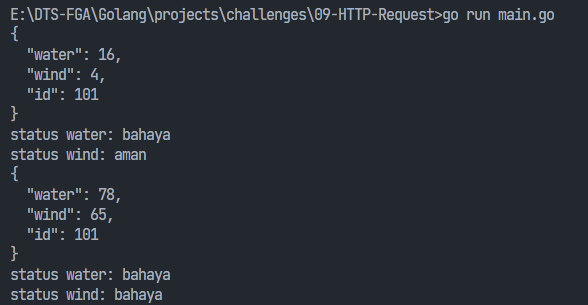 E:\DTS-FGA\Golang\projects\challenges\09-HTTP-Request>go run main.go
{
  "water": 16,
  "wind": 4,
  "id": 101
}
status water: bahaya
status wind: aman
{
  "water": 78,
  "wind": 65,
  "id": 101
}
status water: bahaya
status wind: bahaya